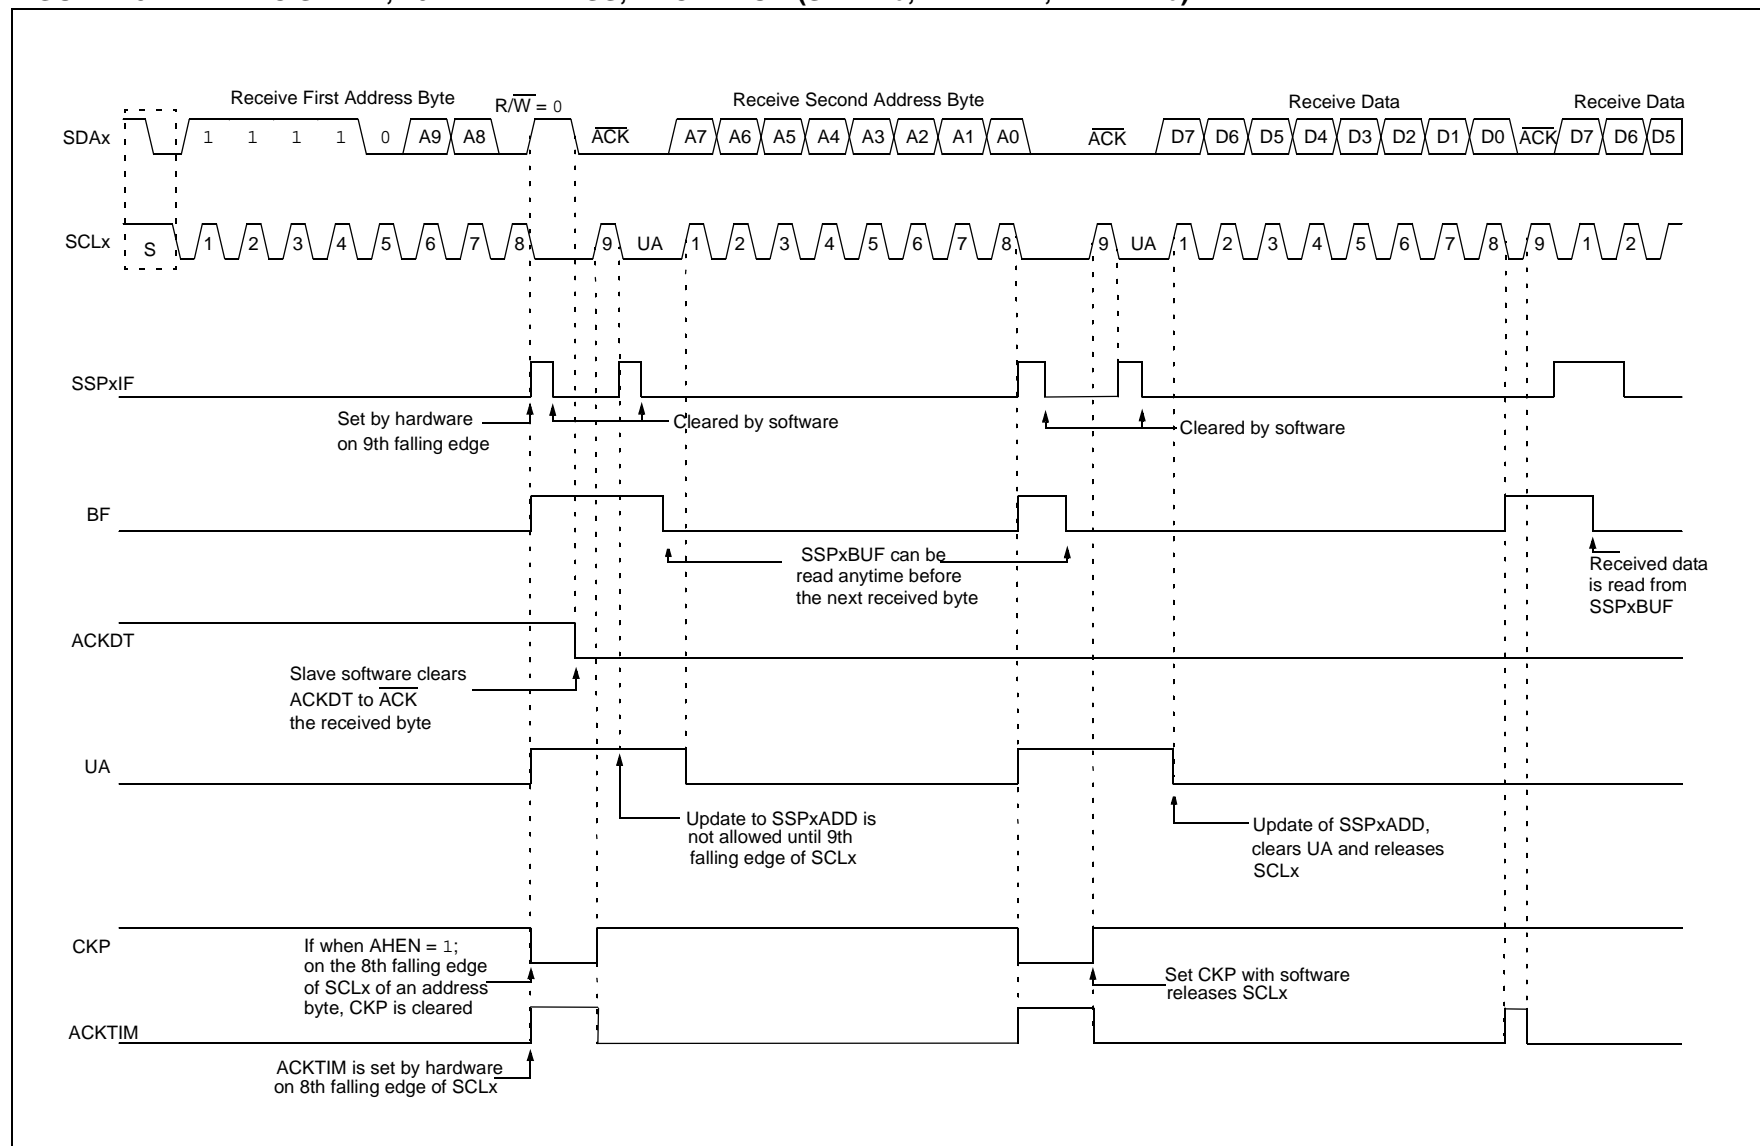 Receive First Address Byte
R/W = 0
Receive Second Address Byte
Receive Data
Receive Data
SDAx
1 1 1 1 0 A9 A8 ACK A7 A6 A5 A4 A3 A2 A1 A0 ACK D7 D6 D5 D4 D3 D2 D1 D0 ACK D7 D6 D5
SCLx
S 1 2 3 4 5 6 7 8 9 UA 1 2 3 4 5 6 7 8 9 UA 1 2 3 4 5 6 7 8 9 1 2
SSPxIF
Set by hardware
on 9th falling edge
Cleared by software
Cleared by software
BF
SSPxBUF can be
read anytime before
the next received byte
Received data
is read from
SSPxBUF
ACKDT
Slave software clears
ACKDT to ACK
the received byte
UA
Update to SSPxADD is
not allowed until 9th
falling edge of SCLx
Update of SSPxADD,
clears UA and releases
SCLx
CKP
If when AHEN = 1;
on the 8th falling edge
of SCLx of an address
byte, CKP is cleared
Set CKP with software
releases SCLx
ACKTIM
ACKTIM is set by hardware
on 8th falling edge of SCLx